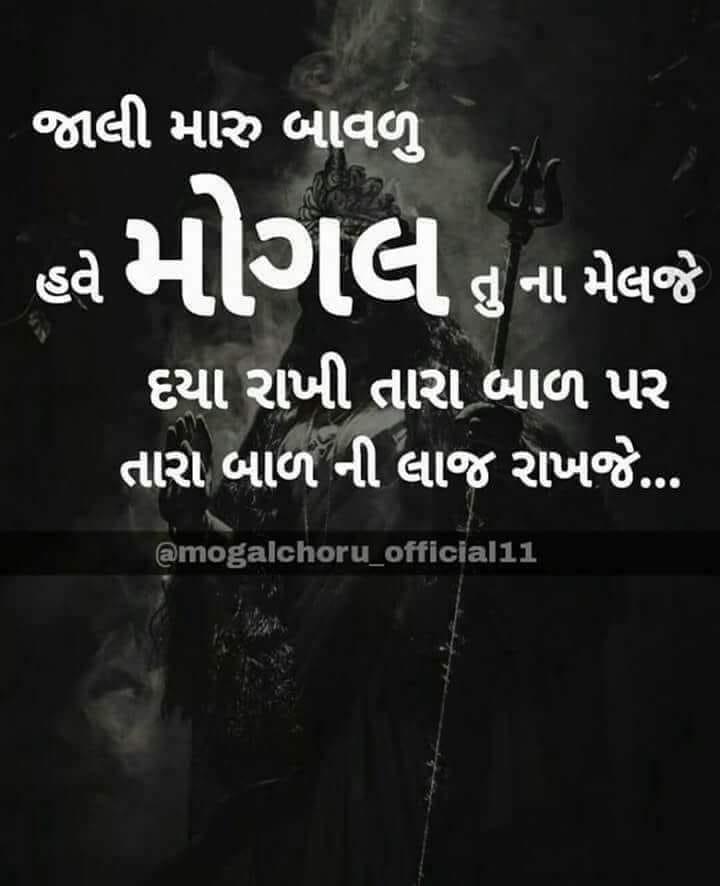 જાલી મારુ બાવળુ
હવે મોગલ તુ ના મેલજે
દયા રાખી તારા બાળ પર
તારા બાળ ની લાજ રાખજે...
@mogalchoru_official11